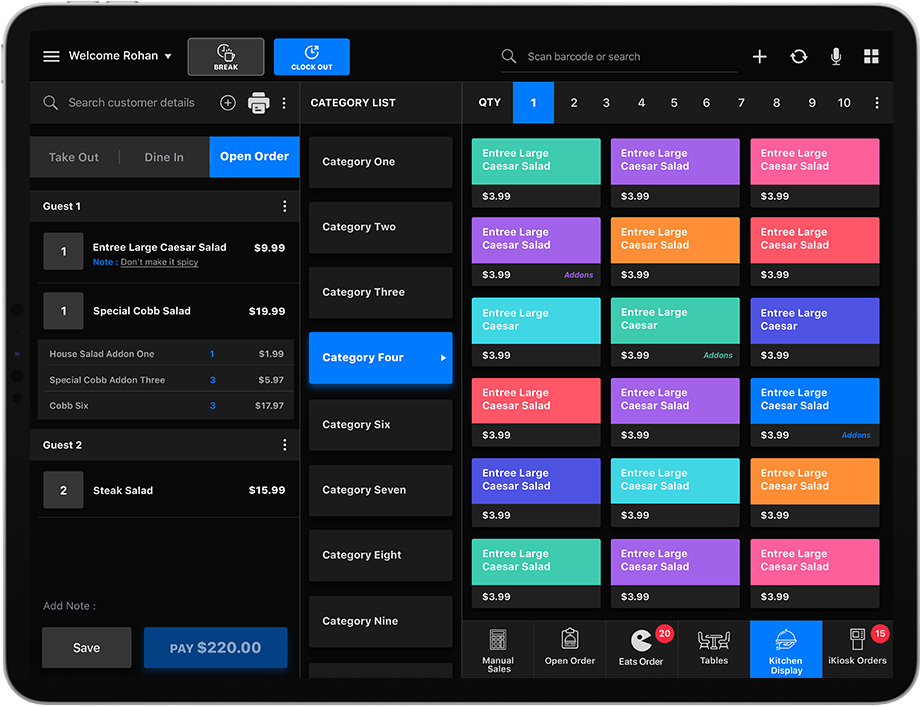 Welcome Rohan
BREAK
CLOCK OUT
Scan barcode or search
Search customer details
CATEGORY LIST
QTY 1 2 3 4 5 6 7 8 9 10
Take Out Dine In Open Order
Guest 1
1 Entree Large Caesar Salad $9.99
Note : Don't make it spicy
1 Special Cobb Salad $19.99
House Salad Addon One 1 $1.99
Special Cobb Addon Three 3 $5.97
Cobb Six 3 $17.97
Guest 2
2 Steak Salad $15.99
Add Note :
Save
PAY $220.00
Category One
Category Two
Category Three
Category Four
Category Six
Category Seven
Category Eight
Category Nine
Entree Large
Caesar Salad
$3.99
Entree Large
Caesar Salad
$3.99
Entree Large
Caesar Salad
$3.99
Entree Large
Caesar Salad
$3.99 Addons
Entree Large
Caesar Salad
$3.99
Entree Large
Caesar Salad
$3.99
Entree Large
Caesar
$3.99
Entree Large
Caesar
$3.99 Addons
Entree Large
Caesar
$3.99
Entree Large
Caesar Salad
$3.99
Entree Large
Caesar Salad
$3.99
Entree Large
Caesar Salad
$3.99 Addons
Entree Large
Caesar Salad
$3.99
Entree Large
Caesar Salad
$3.99
Entree Large
Caesar Salad
$3.99
Entree Large
Caesar Salad
$3.99
Entree Large
Caesar Salad
$3.99
Entree Large
Caesar Salad
$3.99
Manual
Sales
Open Order
20
Eats Order
Tables
Kitchen
Display
15
iKiosk Orders